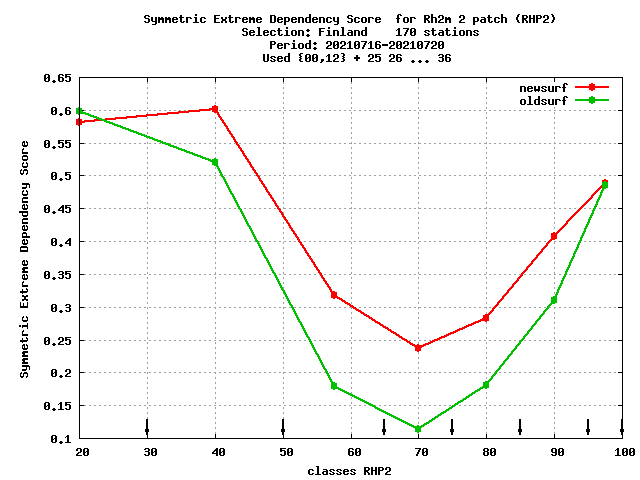 Symmetric Extreme Dependency Score  for Rh2m 2 patch (RHP2)
Selection: Finland    170 stations
Period: 20210716-20210720
Used {00,12} + 25 26 ... 36
newsurf
oldsurf
Symmetric Extreme Dependency Score
0.65
0.6
0.55
0.5
0.45
0.4
0.35
0.3
0.25
0.2
0.15
0.1
20 30 40 50 60 70 80 90 100
classes RHP2